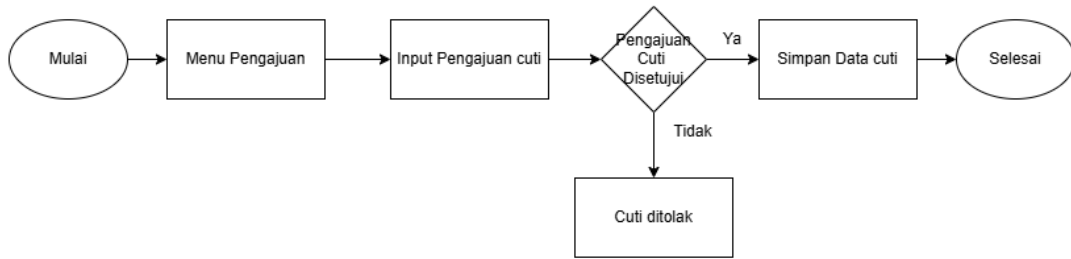 Mulai
Menu Pengajuan
Input Pengajuan cuti
Pengajuan
Cuti
Disetujui
Ya
Simpan Data cuti
Selesai
Tidak
Cuti ditolak